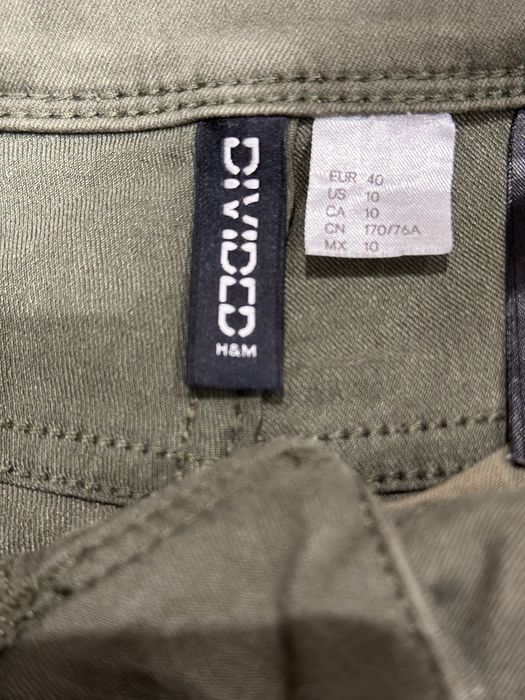 DIVIDED
H&M
EUR 40
US 10
CA 10
CN 170/76A
MX 10